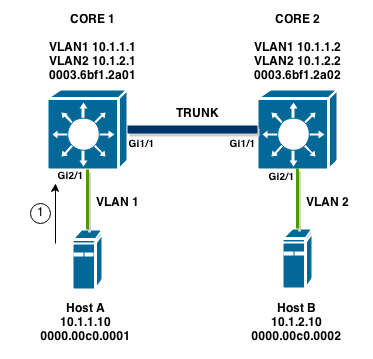 CORE 1
CORE 2
VLAN1 10.1.1.1
VLAN2 10.1.2.1
0003.6bf1.2a01
VLAN1 10.1.1.2
VLAN2 10.1.2.2
0003.6bf1.2a02
TRUNK
Gi1/1
Gi1/1
Gi2/1
Gi2/1
1
VLAN 1
VLAN 2
Host A
10.1.1.10
0000.00c0.0001
Host B
10.1.2.10
0000.00c0.0002